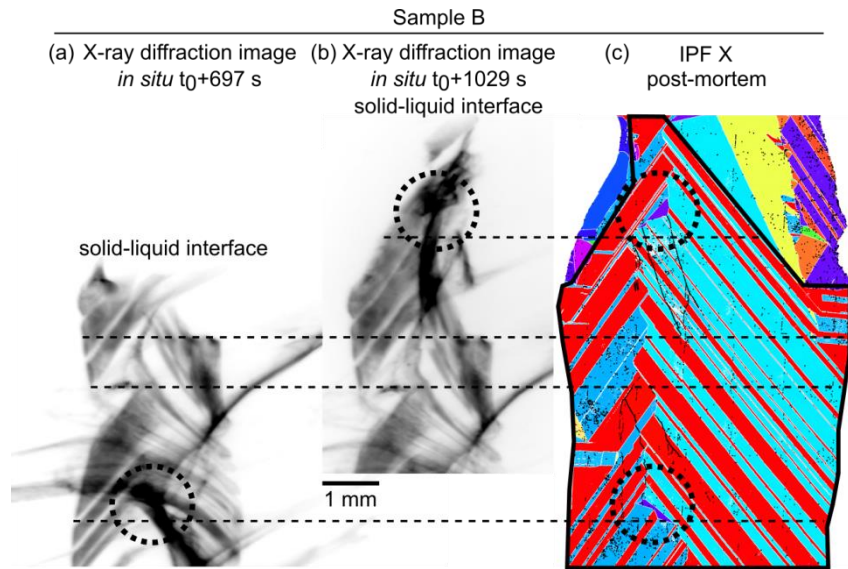 Sample B
(a) X-ray diffraction image
in situ t0+697 s
(b) X-ray diffraction image
in situ t0+1029 s
solid-liquid interface
(c) IPF X
post-mortem
solid-liquid interface
1 mm